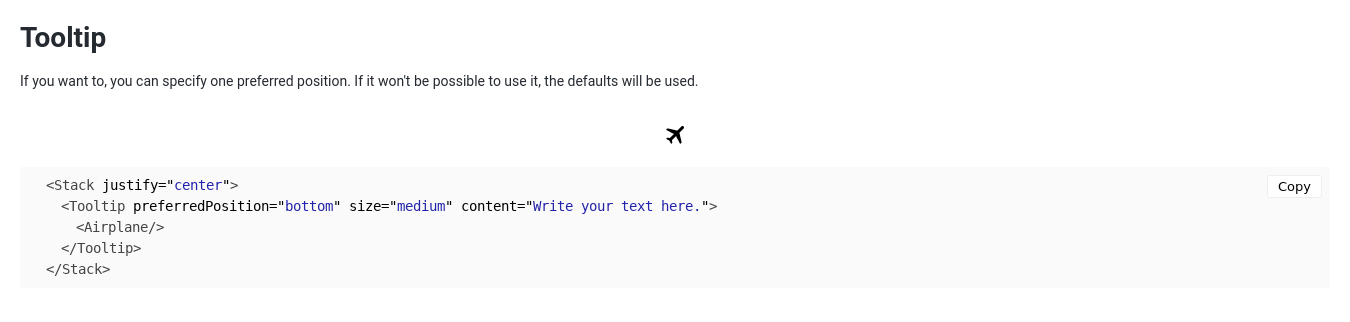 Tooltip
If you want to, you can specify one preferred position. If it won't be possible to use it, the defaults will be used.
<Stack justify="center">
Copy
<Tooltip preferredPosition="bottom" size="medium" content="Write your text here.">
<Airplane/>
</Tooltip>
</Stack>